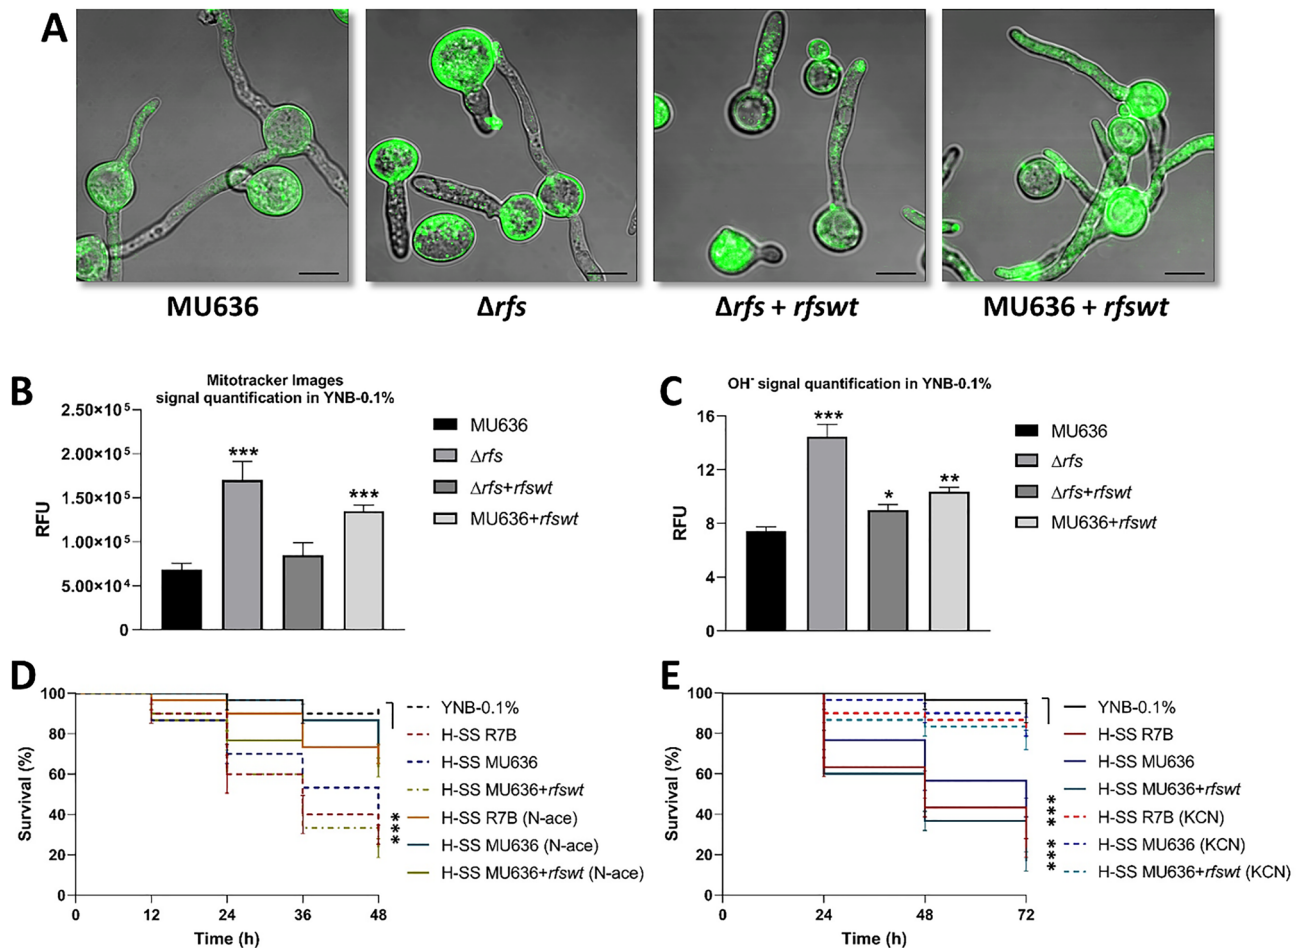 A
MU636
Δrfs
Δrfs + rfswt
MU636 + rfswt
B
Mitotracker Images
signal quantification in YNB-0.1%
RFU
2.50×10⁵
2.00×10⁵
1.50×10⁵
1.00×10⁵
5.00×10⁴
0
***
***
MU636
Δrfs
Δrfs+rfswt
MU636+rfswt
C
OH⁻ signal quantification in YNB-0.1%
RFU
16
12
8
4
0
***
*
**
MU636
Δrfs
Δrfs+rfswt
MU636+rfswt
D
Survival (%)
100
80
60
40
20
0
0 12 24 36 48
Time (h)
***
YNB-0.1%
H-SS R7B
H-SS MU636
H-SS MU636+rfswt
H-SS R7B (N-ace)
H-SS MU636 (N-ace)
H-SS MU636+rfswt (N-ace)
E
Survival (%)
100
80
60
40
20
0
0 24 48 72
Time (h)
***
***
YNB-0.1%
H-SS R7B
H-SS MU636
H-SS MU636+rfswt
H-SS R7B (KCN)
H-SS MU636 (KCN)
H-SS MU636+rfswt (KCN)